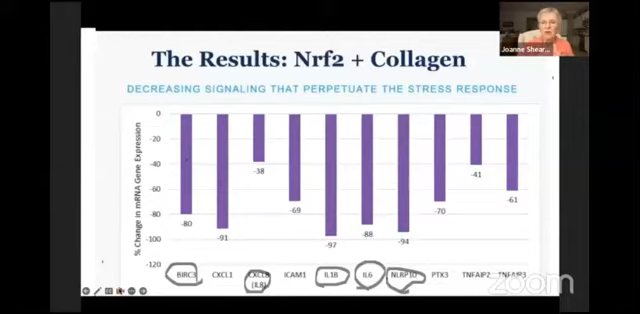 Joanne Shear...
The Results: Nrf2 + Collagen
DECREASING SIGNALING THAT PERPETUATE THE STRESS RESPONSE
% Change in mRNA Gene Expression
0
-20
-40
-60
-80
-100
-120
-80
-91
-38
-69
-97
-88
-94
-70
-41
-61
BIRC3 CXCL1 CXCL8 ICAM1 IL1B IL6 NLRP10 PTX3 TNFAIP2 TNFAIP3
(IL8)
zoom